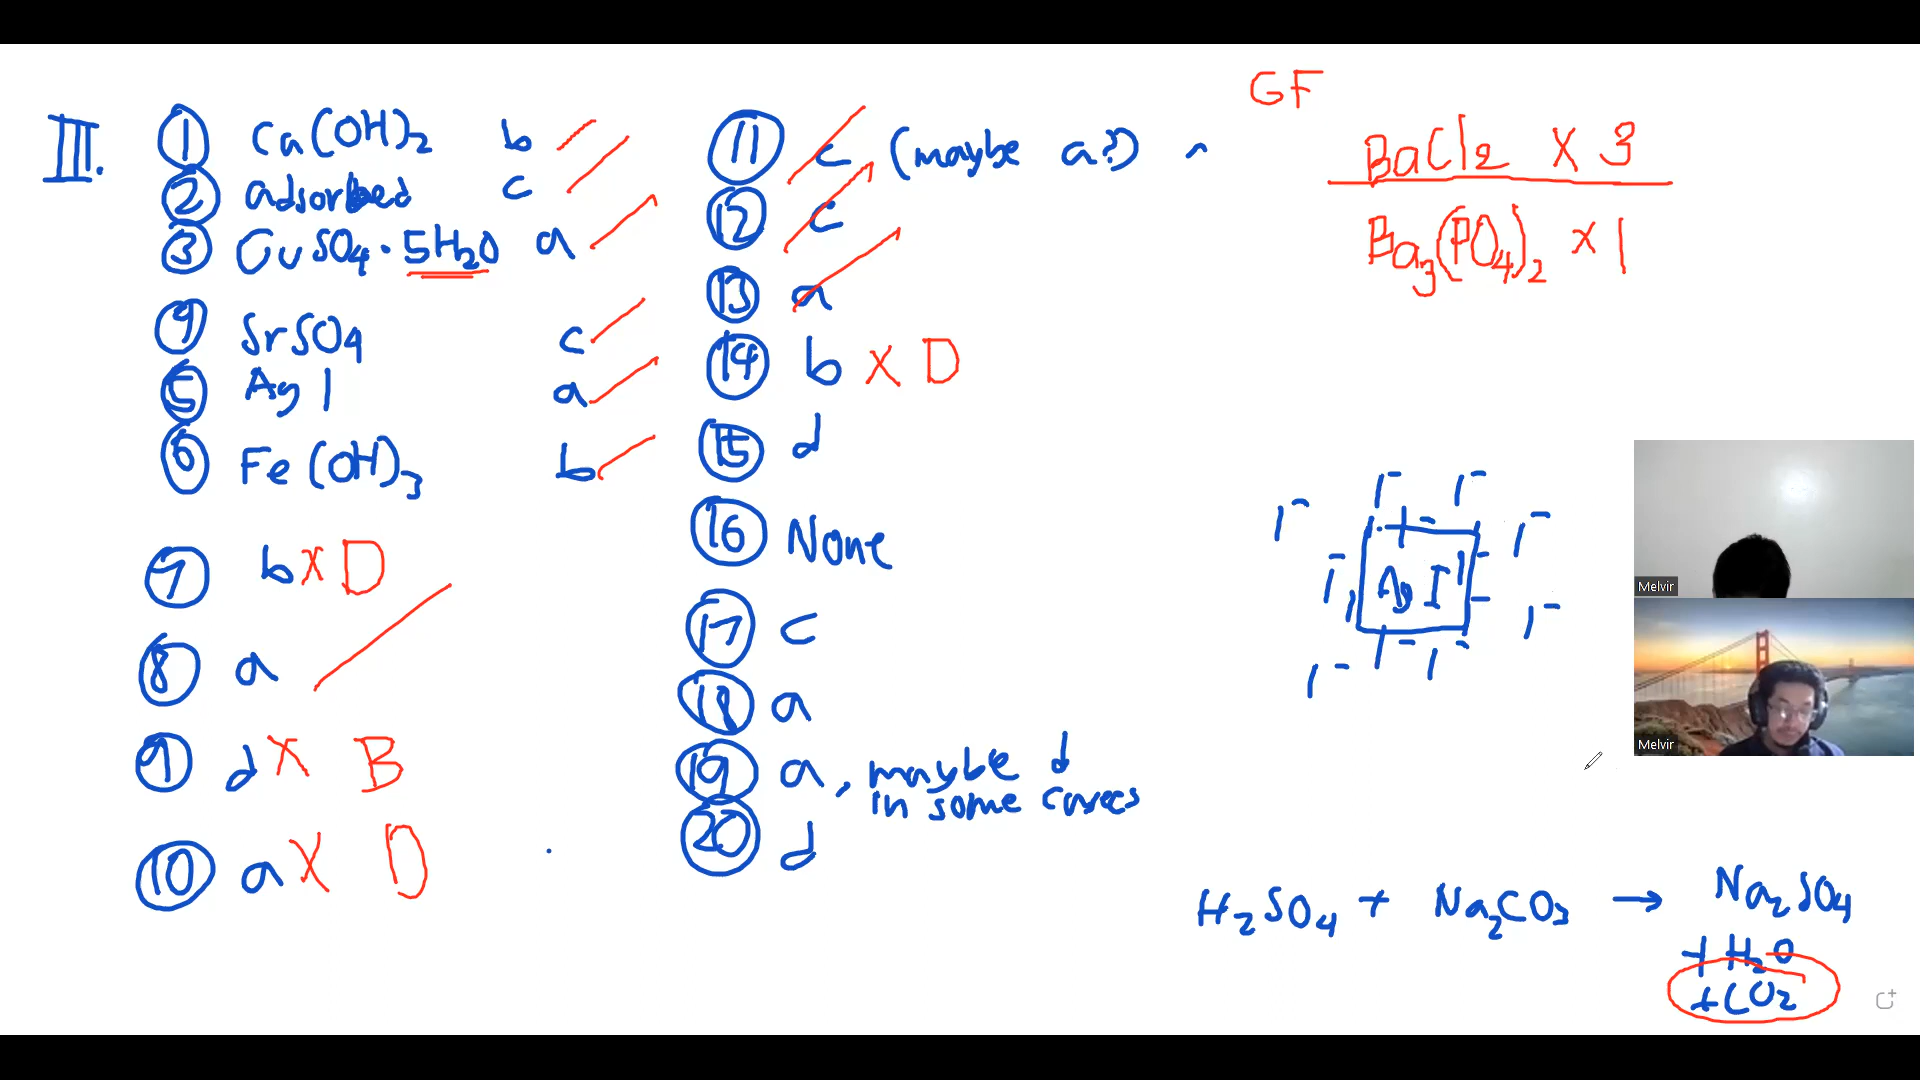 III.
① Ca(OH)₂ b
② adsorbed c
③ CuSO₄・5H₂O a
④ SrSO₄ c
⑤ AgI a
⑥ Fe(OH)₃ b
⑦ b X D
⑧ a
⑨ d X B
⑩ a X D
⑪ c (maybe a?)
⑫ c
⑬ a
⑭ b X D
⑮ d
⑯ None
⑰ c
⑱ a
⑲ a, maybe d
in some cases
⑳ d
GF
BaCl₂ X 3
Ba₃(PO₄)₂ X 1
I⁻ I⁻
I⁻ I⁻ I⁻
I⁻ AgI I⁻
I⁻ I⁻
I⁻ I⁻
I⁻
H₂SO₄ + Na₂CO₃ → Na₂SO₄
+ H₂O
+ CO₂
Melvir
Melvir